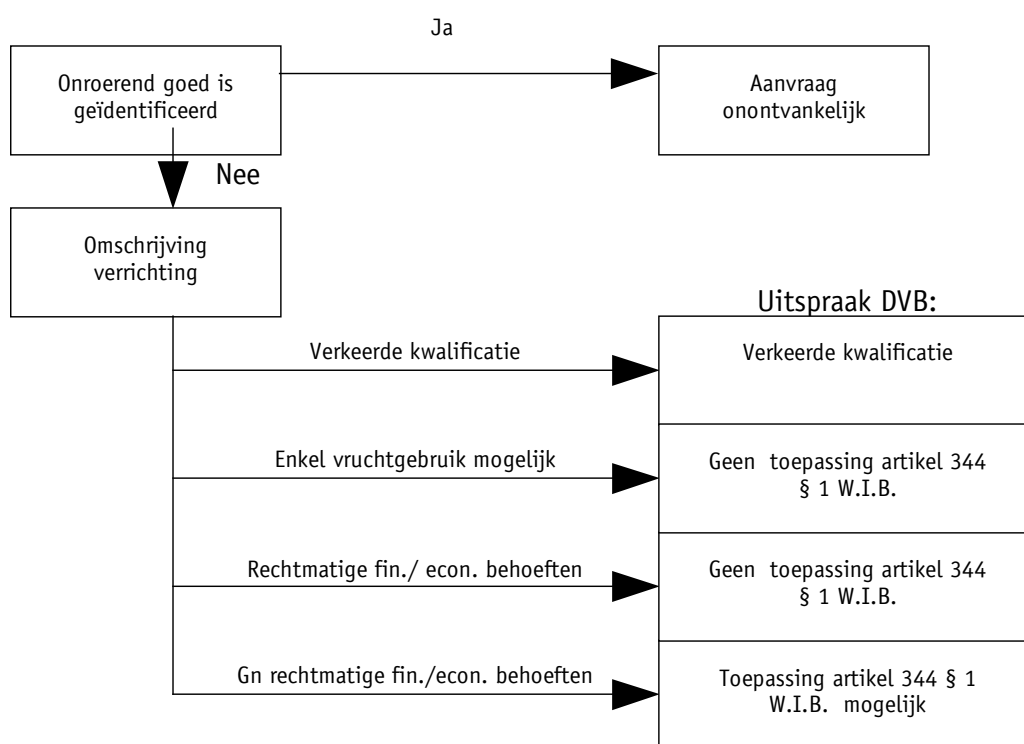 Ja
Onroerend goed is
geïdentificeerd
Aanvraag
onontvankelijk
Nee
Omschrijving
verrichting
Uitspraak DVB:
Verkeerde kwalificatie
Verkeerde kwalificatie
Enkel vruchtgebruik mogelijk
Geen toepassing artikel 344
§ 1 W.I.B.
Rechtmatige fin./ econ. behoeften
Geen toepassing artikel 344
§ 1 W.I.B.
Gn rechtmatige fin./econ. behoeften
Toepassing artikel 344 § 1
W.I.B. mogelijk